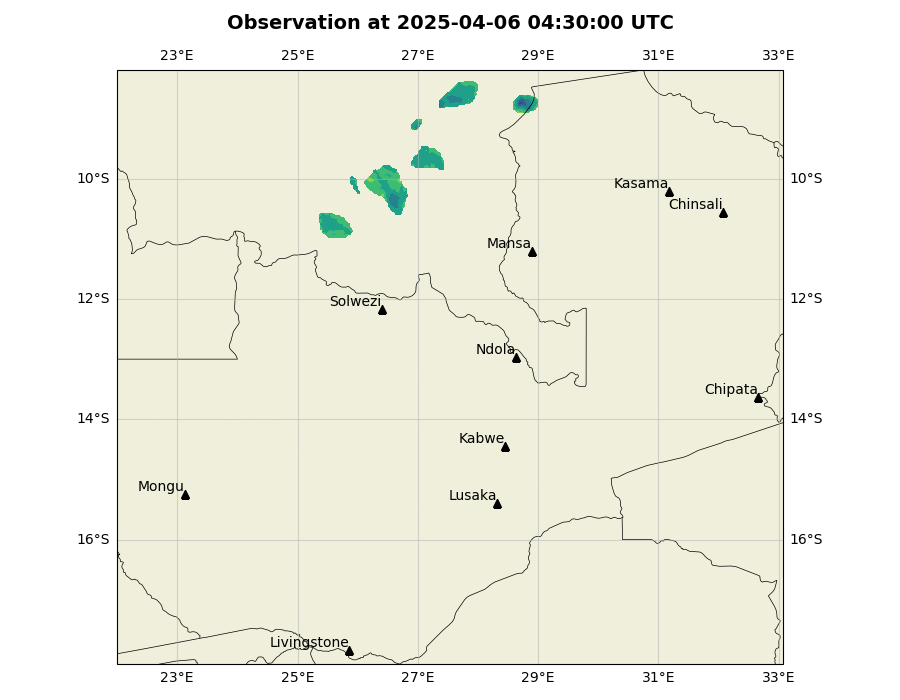 Observation at 2025-04-06 04:30:00 UTC
23°E 25°E 27°E 29°E 31°E 33°E
10°S 10°S
Kasama
Chinsali
Mansa
12°S 12°S
Solwezi
Ndola
Chipata
14°S 14°S
Kabwe
Mongu
Lusaka
16°S 16°S
Livingstone
23°E 25°E 27°E 29°E 31°E 33°E